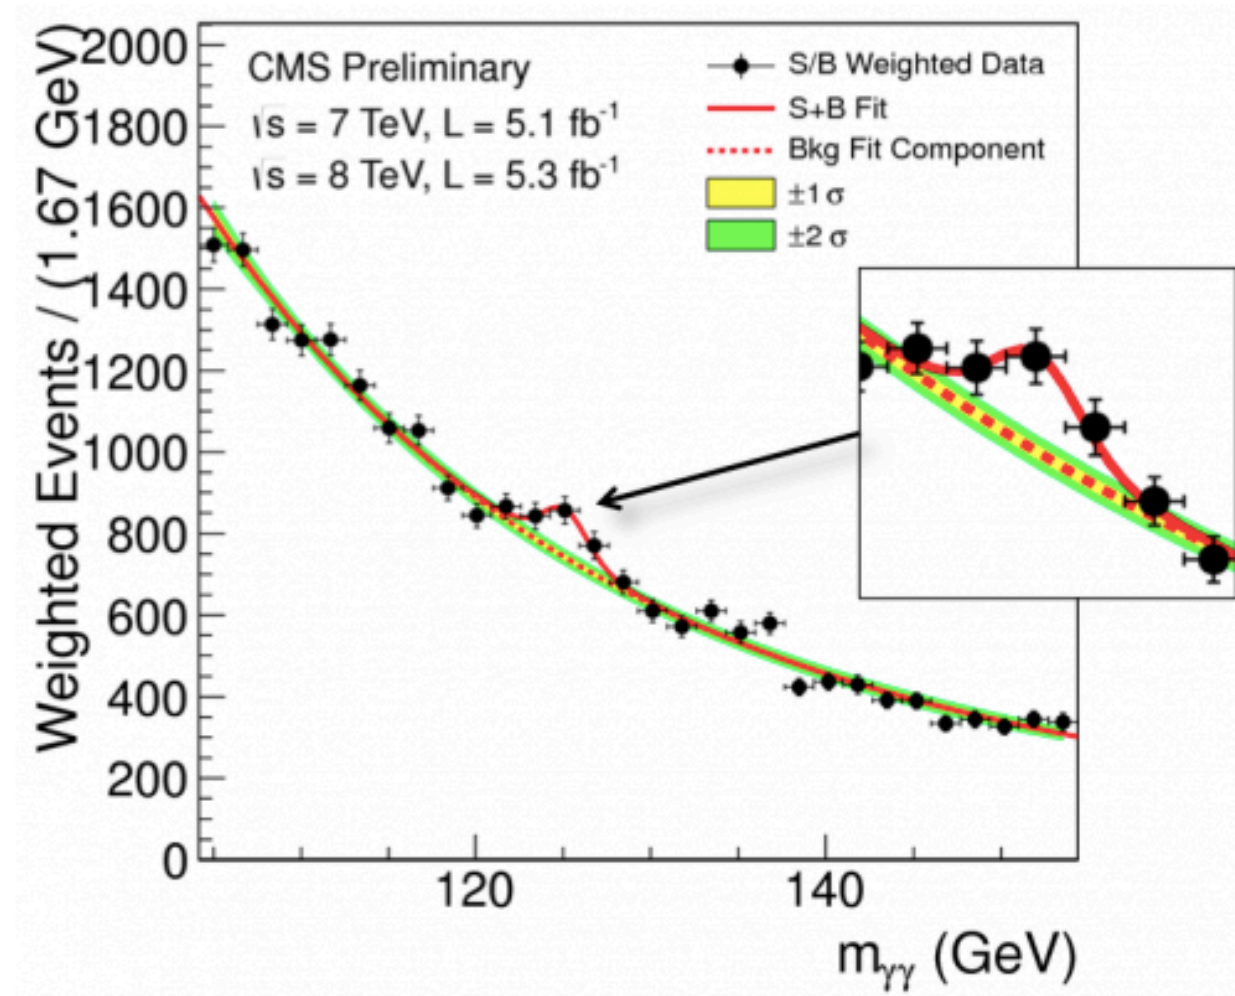 Weighted Events / (1.67 GeV)
2000
1800
1600
1400
1200
1000
800
600
400
200
0
CMS Preliminary
√s = 7 TeV, L = 5.1 fb⁻¹
√s = 8 TeV, L = 5.3 fb⁻¹
S/B Weighted Data
S+B Fit
Bkg Fit Component
±1 σ
±2 σ
120 140
mγγ (GeV)